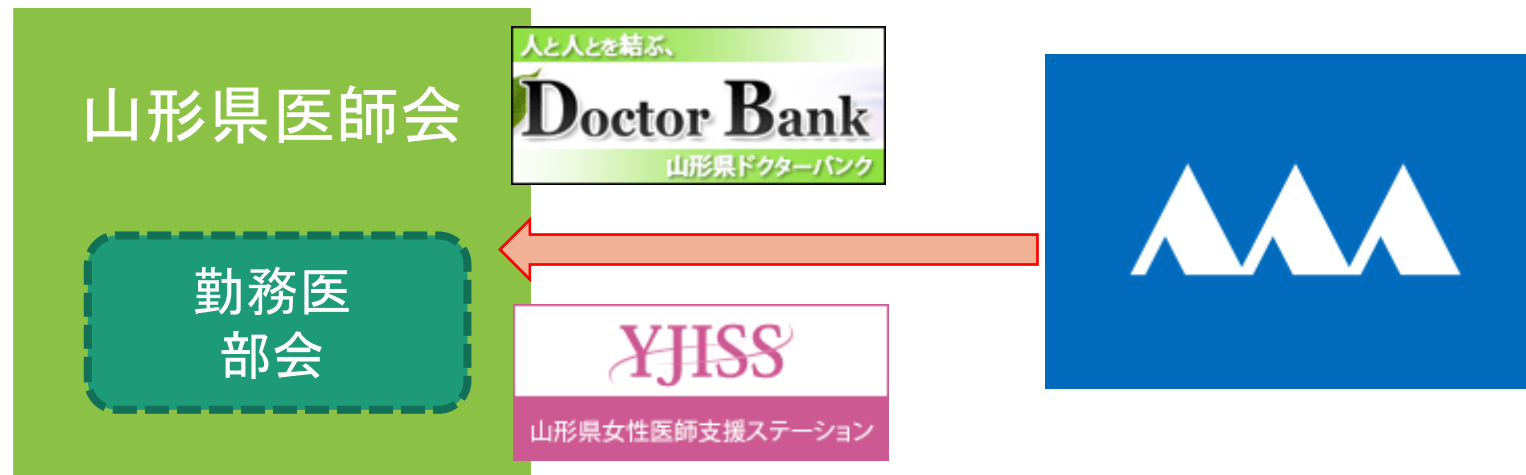 山形県医師会
勤務医
部会
人と人とを結ぶ、
Doctor Bank
山形県ドクターバンク
YJISS
山形県女性医師支援ステーション